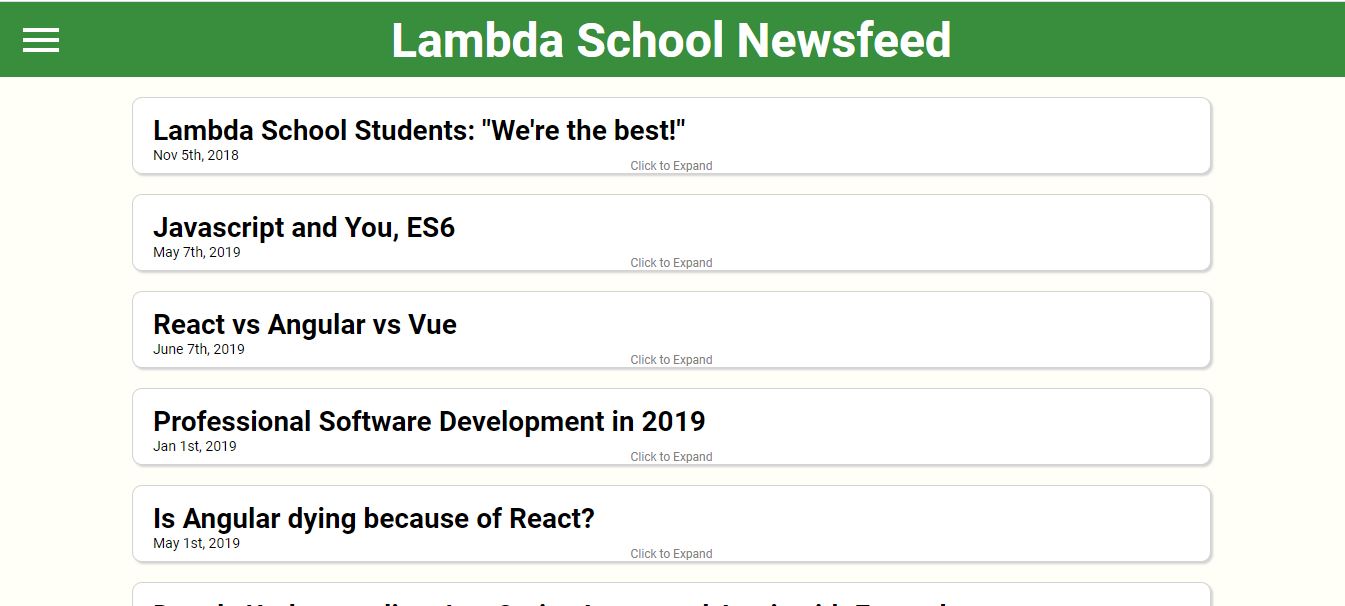 Lambda School Newsfeed
Lambda School Students: "We're the best!"
Nov 5th, 2018
Click to Expand
Javascript and You, ES6
May 7th, 2019
Click to Expand
React vs Angular vs Vue
June 7th, 2019
Click to Expand
Professional Software Development in 2019
Jan 1st, 2019
Click to Expand
Is Angular dying because of React?
May 1st, 2019
Click to Expand